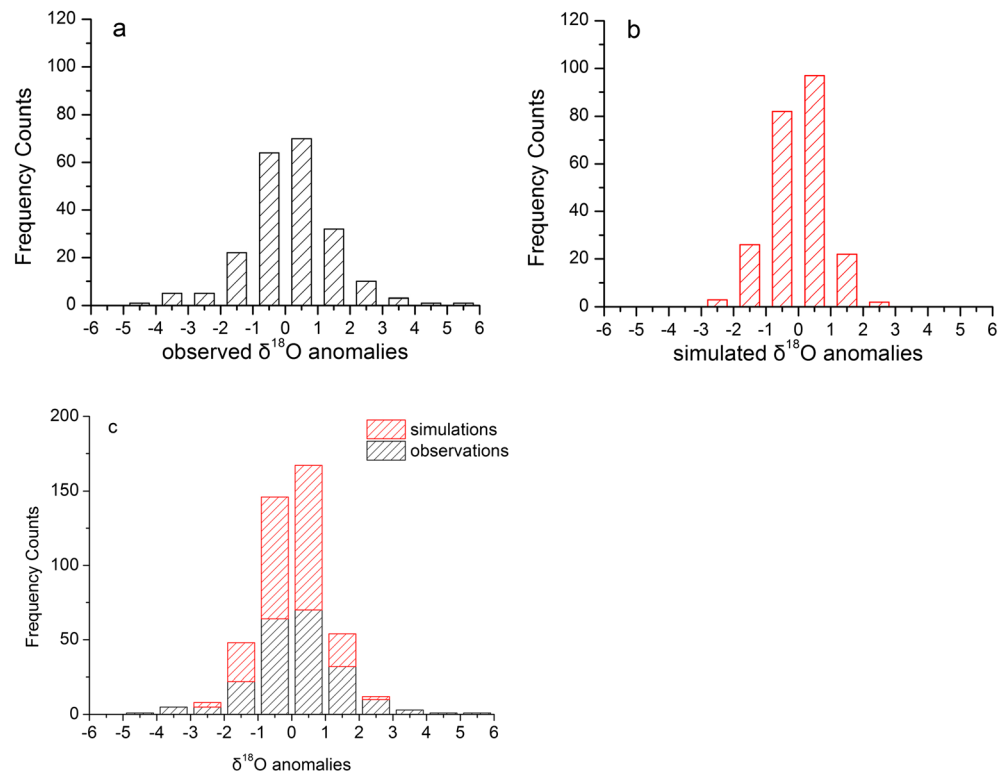 a
120
100
80
60
40
20
0
Frequency Counts
-6 -5 -4 -3 -2 -1 0 1 2 3 4 5 6
observed δ¹⁸O anomalies
b
120
100
80
60
40
20
0
Frequency Counts
-6 -5 -4 -3 -2 -1 0 1 2 3 4 5 6
simulated δ¹⁸O anomalies
c
simulations
observations
200
150
100
50
0
Frequency Counts
-6 -5 -4 -3 -2 -1 0 1 2 3 4 5 6
δ¹⁸O anomalies